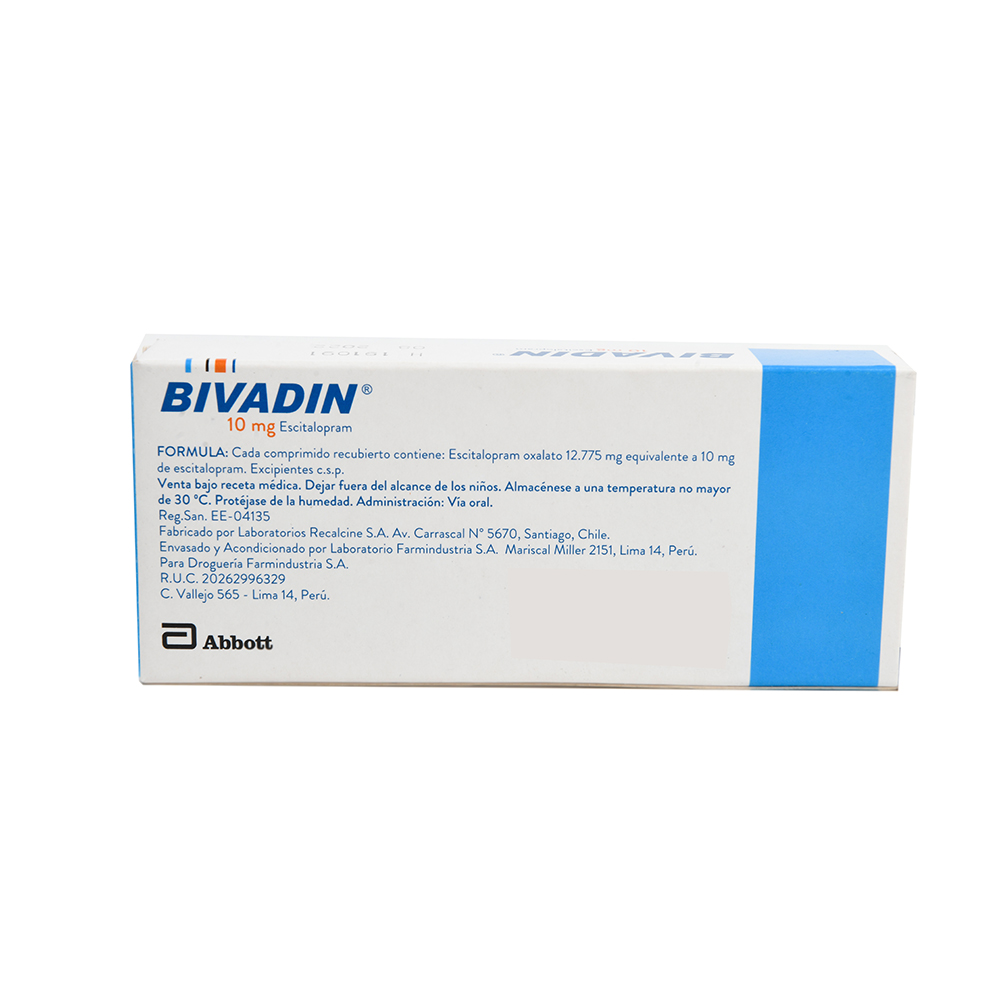 BIVADIN®
10 mg Escitalopram
FORMULA: Cada comprimido recubierto contiene: Escitalopram oxalato 12.775 mg equivalente a 10 mg
de escitalopram. Excipientes c.s.p.
Venta bajo receta médica. Dejar fuera del alcance de los niños. Almacénese a una temperatura no mayor
de 30 °C. Protéjase de la humedad. Administración: Vía oral.
Reg.San. EE-04135
Fabricado por Laboratorios Recalcine S.A. Av. Carrascal N° 5670, Santiago, Chile.
Envasado y Acondicionado por Laboratorio Farmindustria S.A. Mariscal Miller 2151, Lima 14, Perú.
Para Droguería Farmindustria S.A.
R.U.C. 20262996329
C. Vallejo 565 - Lima 14, Perú.
Abbott
BIVADIN